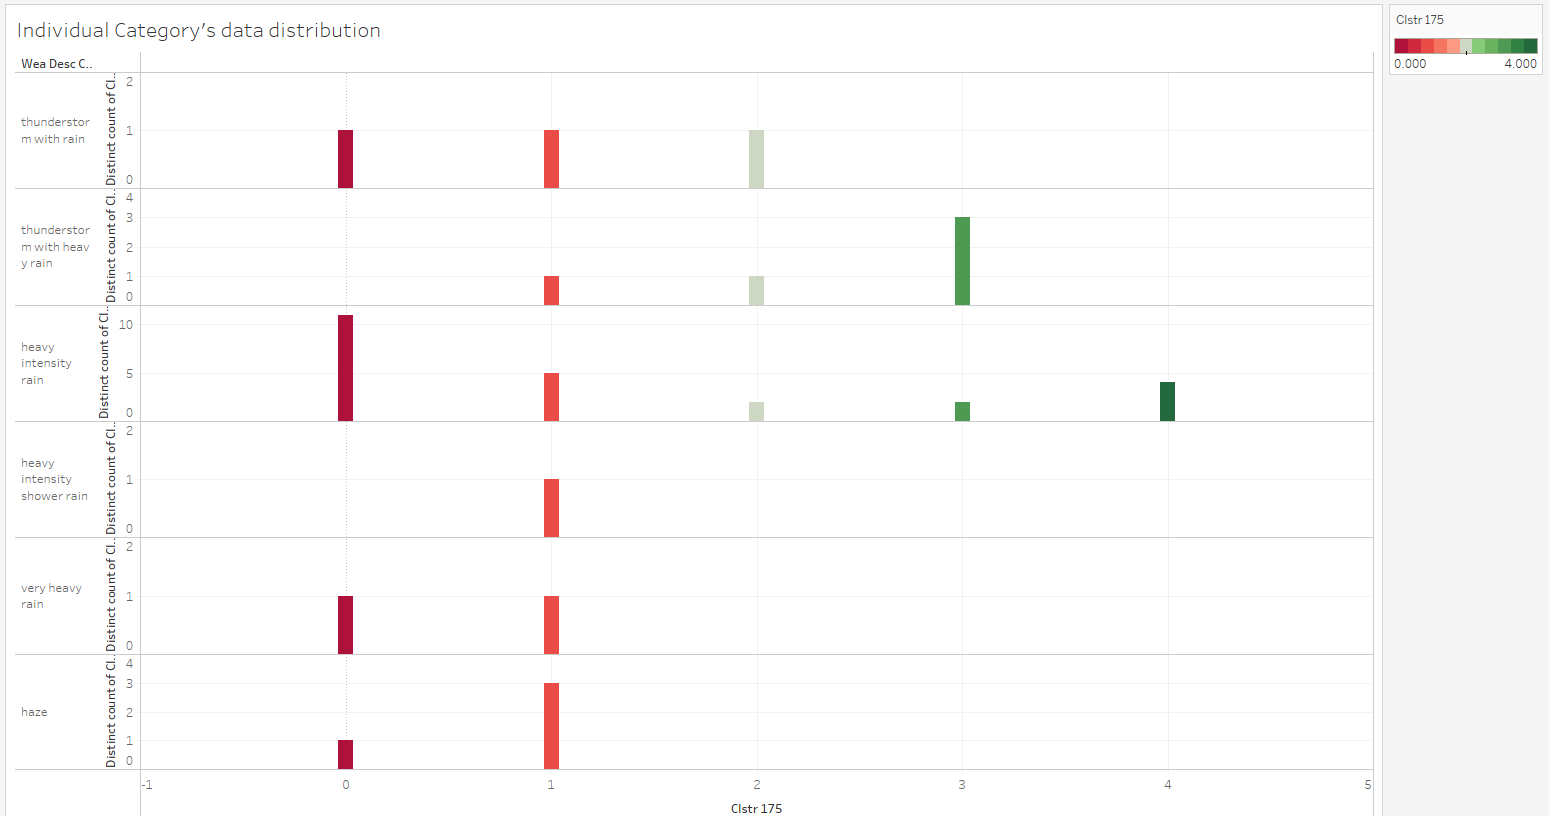 Individual Category's data distribution
Clstr 175
0.000 4.000
Wea Desc C..
thunderstor
m with rain
Distinct count of Cl..
2
1
0
thunderstor
m with heav
y rain
Distinct count of Cl..
4
3
2
1
0
heavy
intensity
rain
Distinct count of Cl..
10
5
0
heavy
intensity
shower rain
Distinct count of Cl..
2
1
0
very heavy
rain
Distinct count of Cl..
2
1
0
haze
Distinct count of Cl..
4
3
2
1
0
-1 0 1 2 3 4 5
Clstr 175